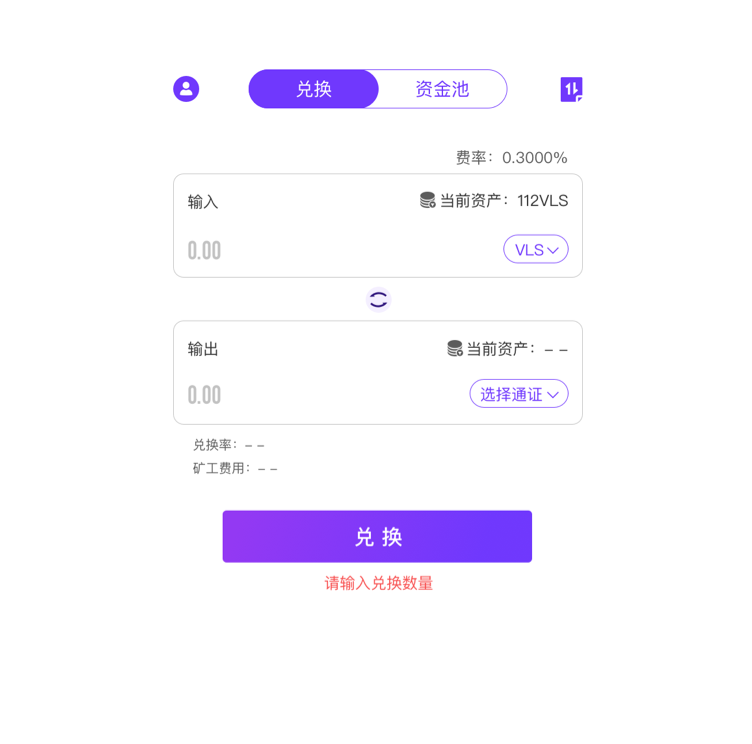 兑换 资金池
费率：0.3000%
输入 当前资产：112VLS
0.00 VLS
输出 当前资产：– –
0.00 选择通证
兑换率：– –
矿工费用：– –
兑 换
请输入兑换数量